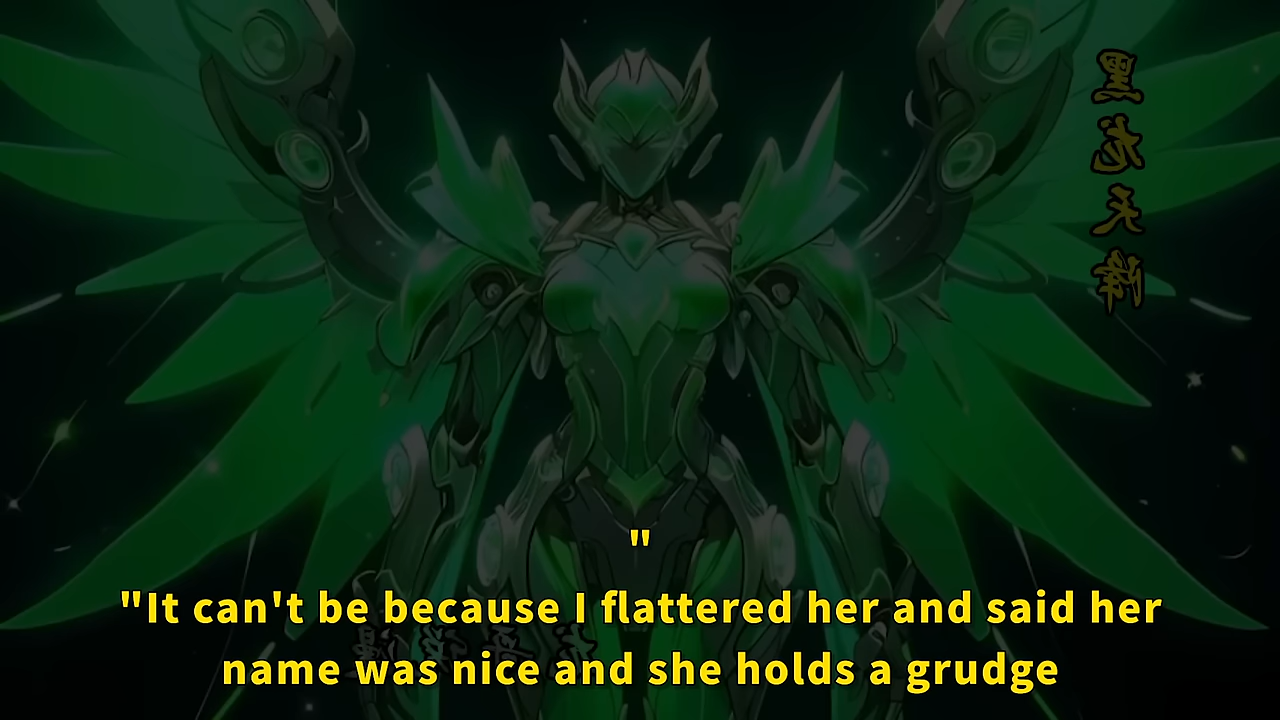 黑龙天降
"
"It can't be because I flattered her and said her
name was nice and she holds a grudge